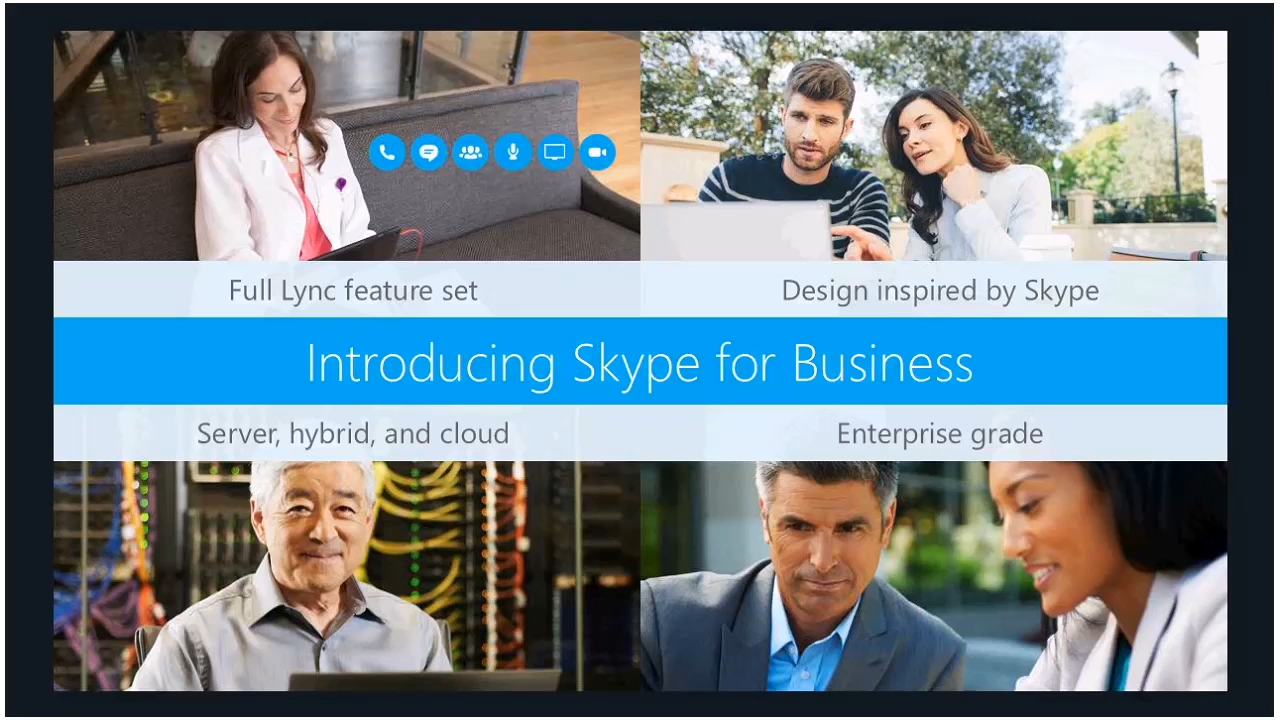 Full Lync feature set
Design inspired by Skype
Introducing Skype for Business
Server, hybrid, and cloud
Enterprise grade